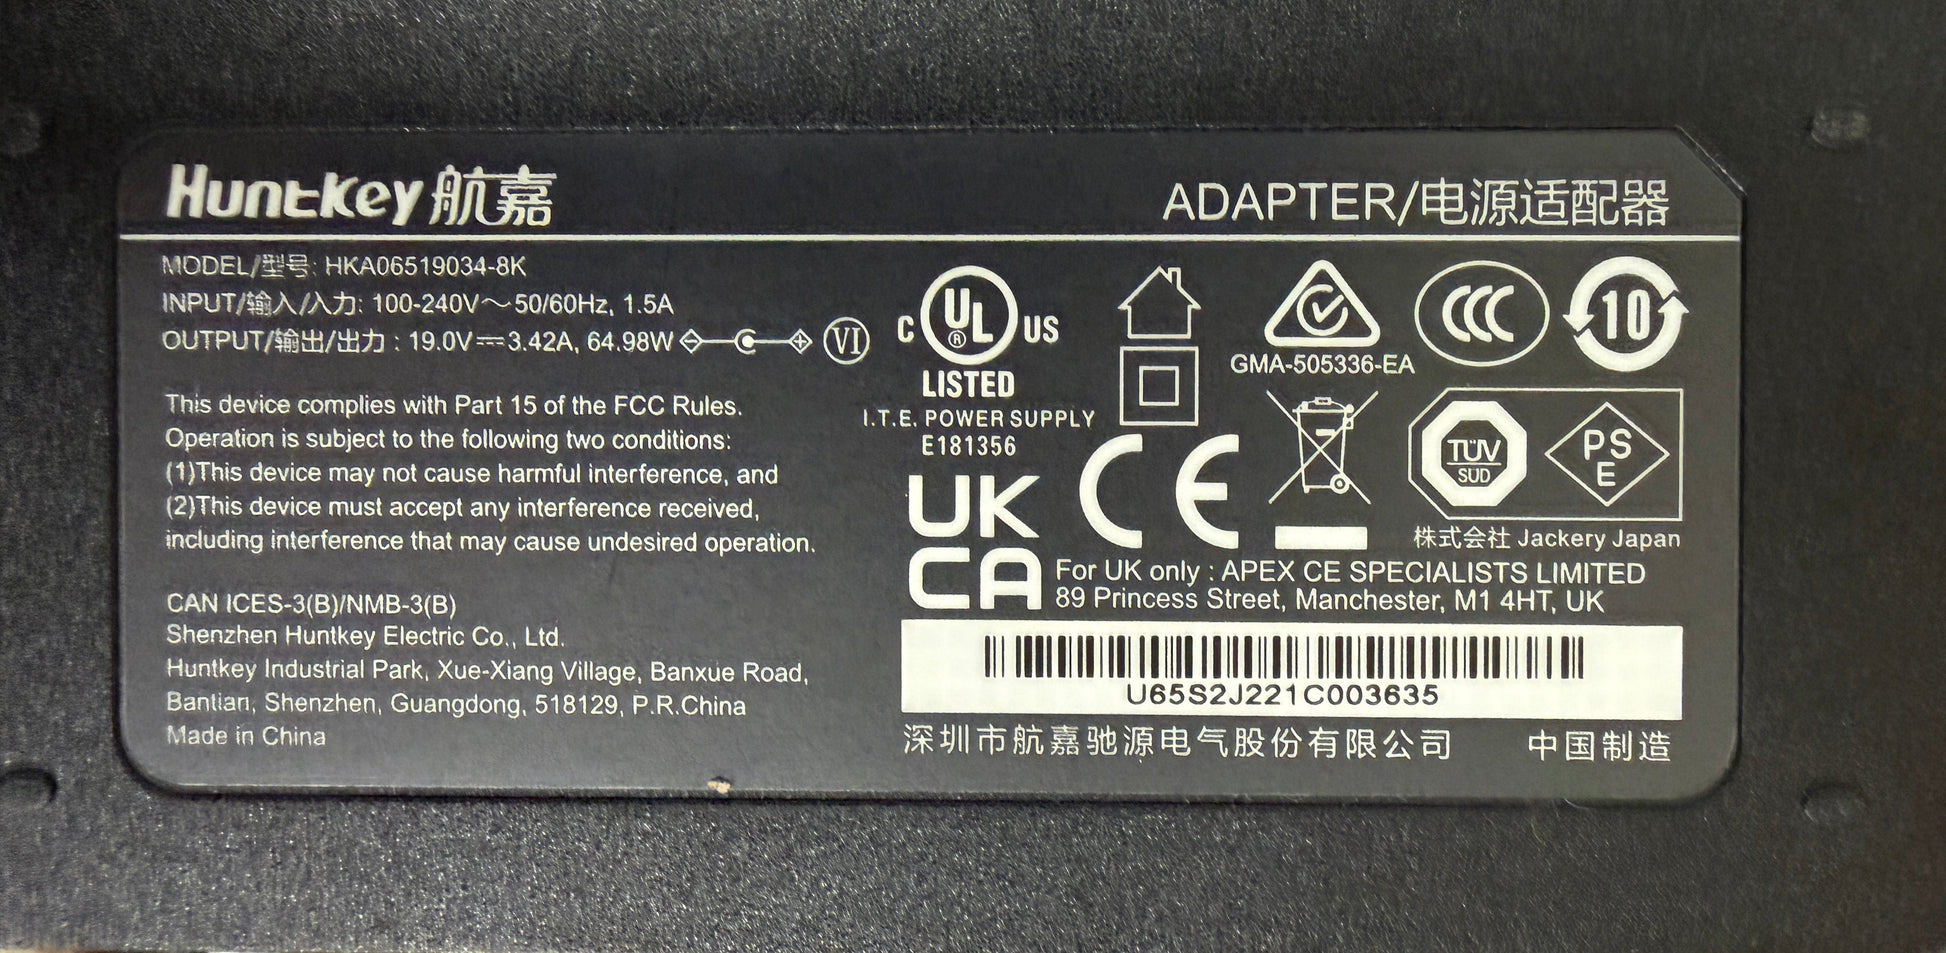 Huntkey 航嘉
ADAPTER/电源适配器
MODEL/型号: HKA06519034-8K
INPUT/输入/入力: 100-240V～50/60Hz, 1.5A
OUTPUT/输出/出力 : 19.0V⎓3.42A, 64.98W
VI
This device complies with Part 15 of the FCC Rules.
Operation is subject to the following two conditions:
(1)This device may not cause harmful interference, and
(2)This device must accept any interference received,
including interference that may cause undesired operation.
CAN ICES-3(B)/NMB-3(B)
Shenzhen Huntkey Electric Co., Ltd.
Huntkey Industrial Park, Xue-Xiang Village, Banxue Road,
Bantian, Shenzhen, Guangdong, 518129, P.R.China
Made in China
C UL ® US
LISTED
I.T.E. POWER SUPPLY
E181356
GMA-505336-EA
CCC
10
UK
CA
CE
TÜV
SÜD
PS
E
株式会社 Jackery Japan
For UK only : APEX CE SPECIALISTS LIMITED
89 Princess Street, Manchester, M1 4HT, UK
U65S2J221C003635
深圳市航嘉驰源电气股份有限公司 中国制造